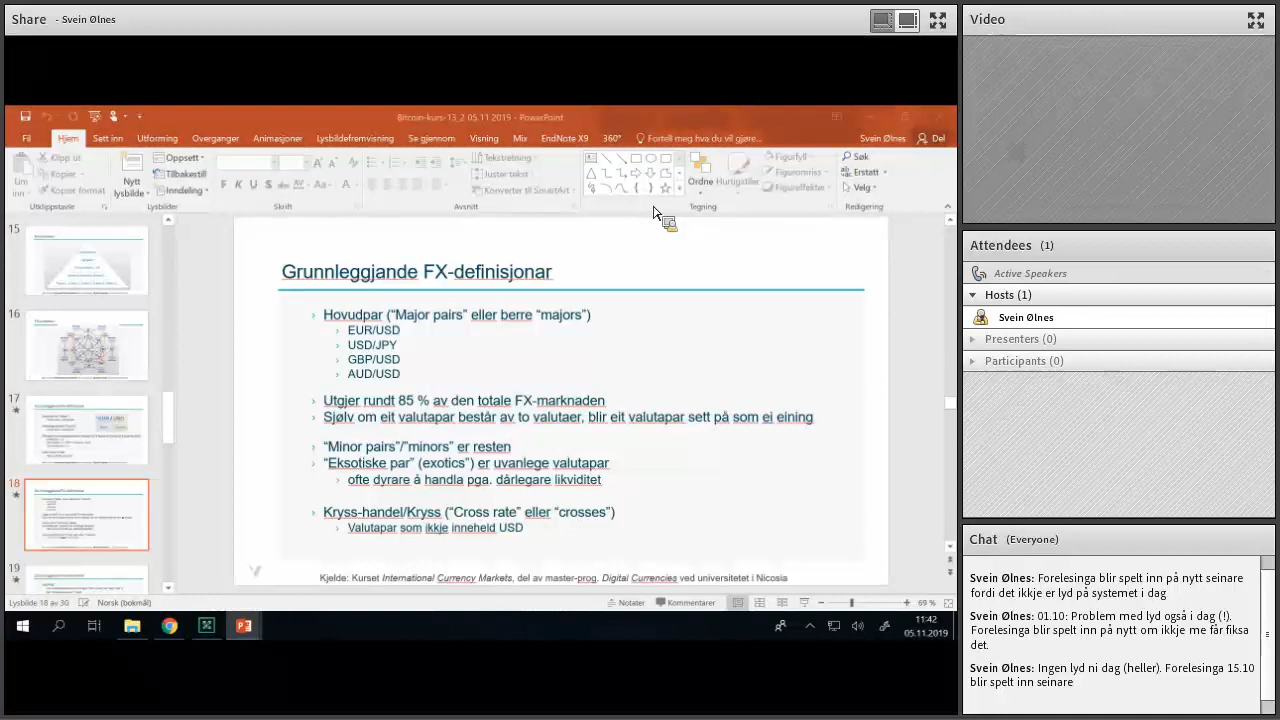 Share - Svein Ølnes
Video
Bitcoin-kurs-13_2 05.11 2019 - PowerPoint
Fil Hjem Sett inn Utforming Overganger Animasjoner Lysbildefremvisning Se gjennom Visning Mix EndNote X9 360° Fortell meg hva du vil gjøre... Svein Ølnes Del
Lim inn Klipp ut Kopier Kopier format
Nytt lysbilde Oppsett Tilbakestill Inndeling
F K U S abc AV Aa A
Tekstretning Juster tekst Konverter til SmartArt
Ordne Hurtigstiler Figurfyll Figuromriss Figureffekter
Søk Erstatt Velg
Utklippstavle Lysbilder Skrift Avsnitt Tegning Redigering
15
16
17
18
19
Grunnleggjande FX-definisjonar
Hovudpar (“Major pairs” eller berre “majors”)
EUR/USD
USD/JPY
GBP/USD
AUD/USD
Utgjer rundt 85 % av den totale FX-marknaden
Sjølv om eit valutapar består av to valutaer, blir eit valutapar sett på som ei eining
“Minor pairs”/”minors” er resten
“Eksotiske par” (exotics”) er uvanlege valutapar
ofte dyrare å handla pga. dårlegare likviditet
Kryss-handel/Kryss (“Cross rate” eller “crosses”)
Valutapar som ikkje inneheld USD
Kjelde: Kurset International Currency Markets, del av master-prog. Digital Currencies ved universitetet i Nicosia
Lysbilde 18 av 30 Norsk (bokmål) Notater Kommentarer 69 %
11:42
05.11.2019
Attendees (1)
Active Speakers
Hosts (1)
Svein Ølnes
Presenters (0)
Participants (0)
Chat (Everyone)
Svein Ølnes: Forelesinga blir spelt inn på nytt seinare
fordi det ikkje er lyd på systemet i dag
Svein Ølnes: 01.10: Problem med lyd også i dag (!).
Forelesinga blir spelt inn på nytt om ikkje me får fiksa
det.
Svein Ølnes: Ingen lyd ni dag (heller). Forelesinga 15.10
blir spelt inn seinare